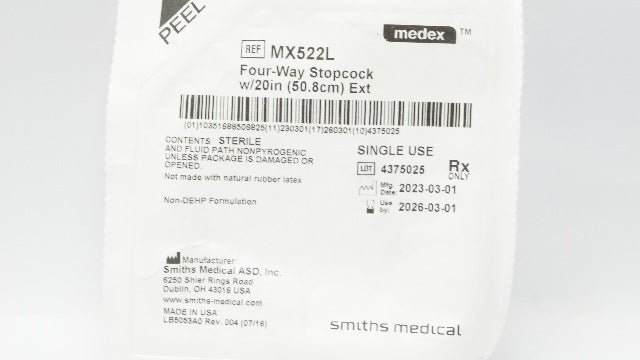 PEEL
medex™
REF MX522L
Four-Way Stopcock
w/20in (50.8cm) Ext
(01)10351688506825(11)230301(17)260301(10)4375025
CONTENTS STERILE
AND FLUID PATH NONPYROGENIC
UNLESS PACKAGE IS DAMAGED OR
OPENED.
Not made with natural rubber latex
Non-DEHP Formulation
SINGLE USE
LOT 4375025 Rx ONLY
Mfg. Date: 2023-03-01
Use by: 2026-03-01
Manufacturer:
Smiths Medical ASD, Inc.
6250 Shier Rings Road
Dublin, OH 43016 USA
www.smiths-medical.com
MADE IN USA
LB5053A0 Rev. 004 (07/16)
smiths medical